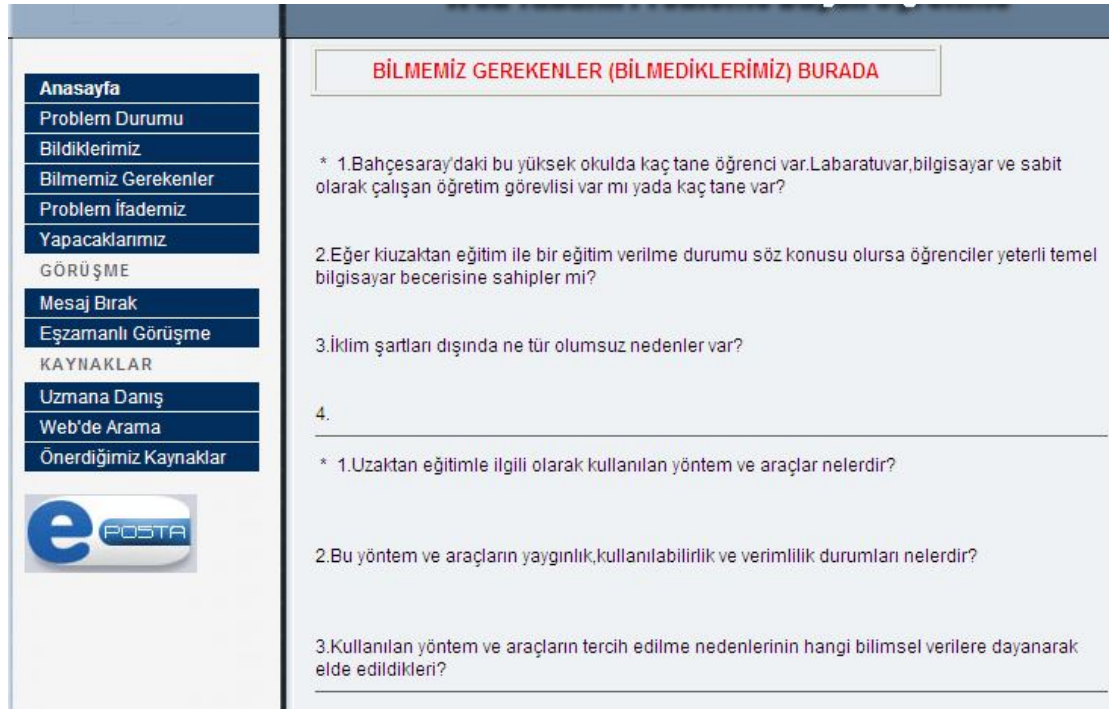 Anasayfa
Problem Durumu
Bildiklerimiz
Bilmemiz Gerekenler
Problem İfademiz
Yapacaklarımız
GÖRÜŞME
Mesaj Bırak
Eşzamanlı Görüşme
KAYNAKLAR
Uzmana Danış
Web'de Arama
Önerdiğimiz Kaynaklar
e POSTA
BİLMEMİZ GEREKENLER (BİLMEDİKLERİMİZ) BURADA
* 1.Bahçesaray'daki bu yüksek okulda kaç tane öğrenci var.Labaratuvar,bilgisayar ve sabit
olarak çalışan öğretim görevlisi var mı yada kaç tane var?
2.Eğer kiuzaktan eğitim ile bir eğitim verilme durumu söz konusu olursa öğrenciler yeterli temel
bilgisayar becerisine sahipler mi?
3.İklim şartları dışında ne tür olumsuz nedenler var?
4.
* 1.Uzaktan eğitimle ilgili olarak kullanılan yöntem ve araçlar nelerdir?
2.Bu yöntem ve araçların yaygınlık,kullanılabilirlik ve verimlilik durumları nelerdir?
3.Kullanılan yöntem ve araçların tercih edilme nedenlerinin hangi bilimsel verilere dayanarak
elde edildikleri?